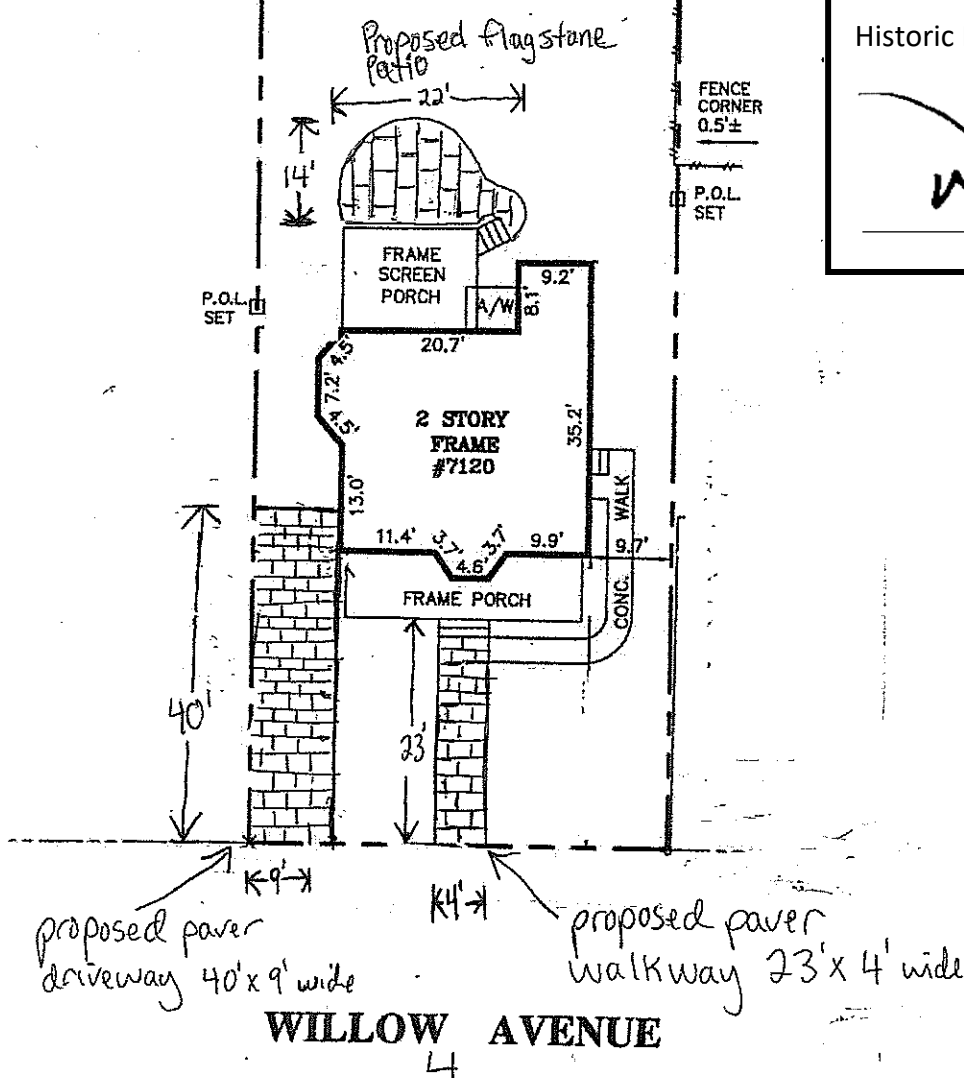 Proposed flagstone
Patio
22'
14'
Historic
FENCE
CORNER
0.5'±
P.O.L.
SET
FRAME
SCREEN
PORCH
A/W
9.2'
8.1'
P.O.L.
SET
20.7'
4.5'
7.2'
4.5'
2 STORY
FRAME
#7120
35.2'
13.0'
11.4'
3.7'
4.6'
3.7'
9.9'
9.7'
CONC. WALK
FRAME PORCH
40'
23'
9'
4'
proposed paver
driveway 40'x 9' wide
proposed paver
walkway 23'x 4' wide
WILLOW AVENUE
4